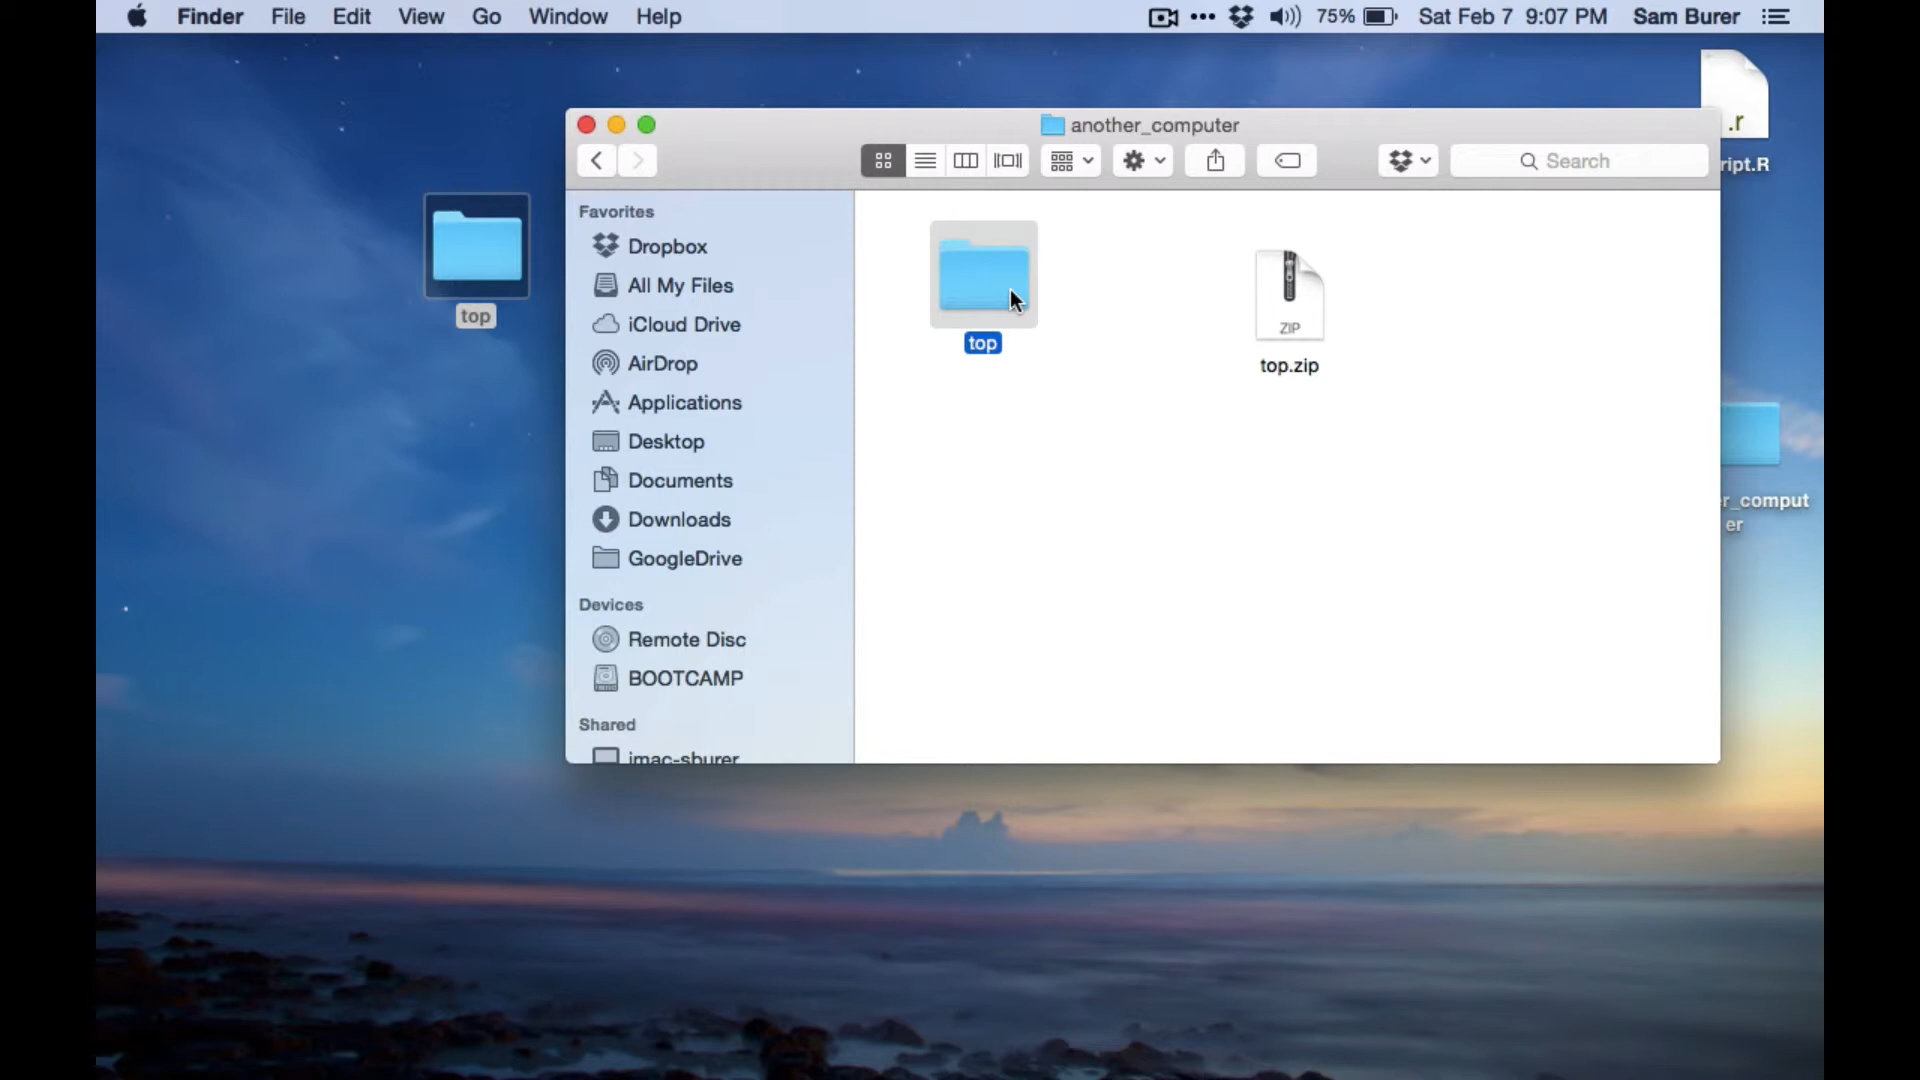 Finder File Edit View Go Window Help 75% Sat Feb 7 9:07 PM Sam Burer
another_computer
Search
.r
ript.R
top
Favorites
Dropbox
All My Files
iCloud Drive
AirDrop
Applications
Desktop
Documents
Downloads
GoogleDrive
Devices
Remote Disc
BOOTCAMP
Shared
imac-sburer
top
ZIP
top.zip
r_comput
er